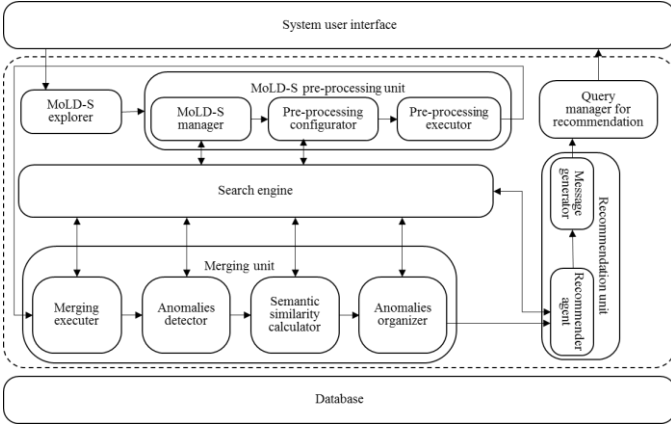 System user interface
MoLD-S pre-processing unit
MoLD-S
explorer
MoLD-S
manager
Pre-processing
configurator
Pre-processing
executor
Query
manager for
recommendation
Search engine
Message
generator
Recommendation unit
Recommender
agent
Merging unit
Merging
executer
Anomalies
detector
Semantic
similarity
calculator
Anomalies
organizer
Database